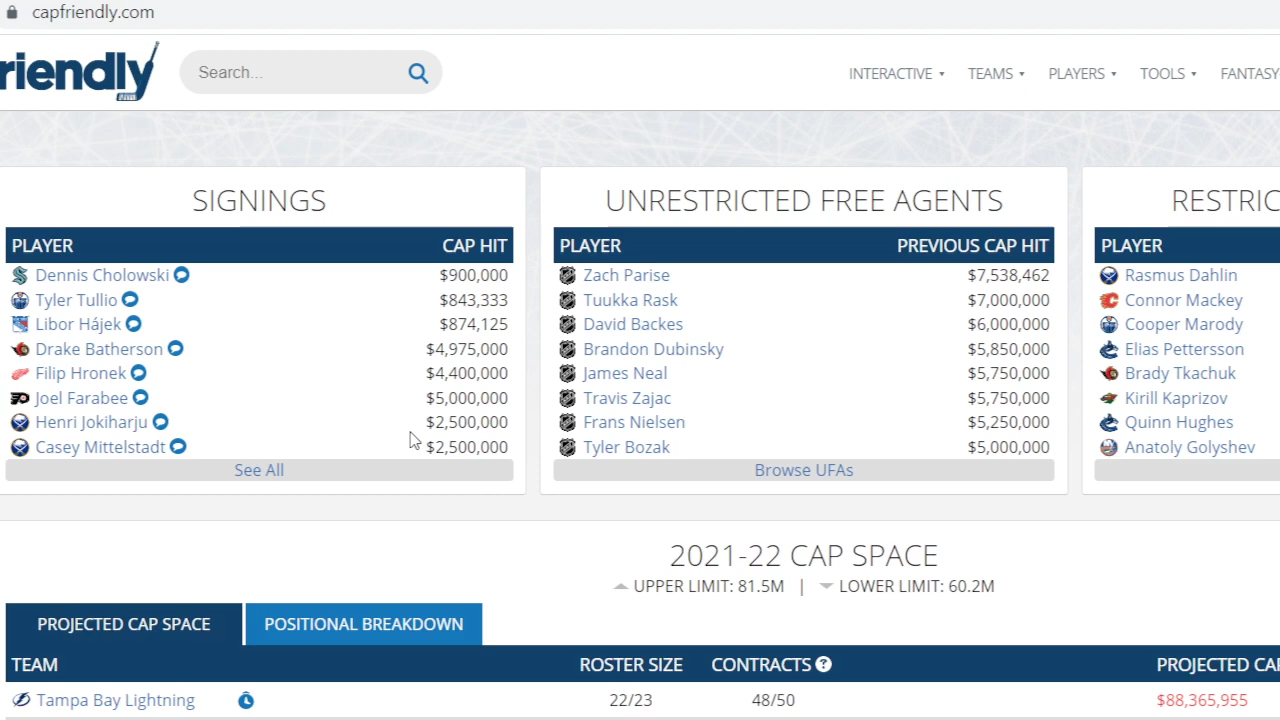 capfriendly.com
riendly
Search...
INTERACTIVE TEAMS PLAYERS TOOLS FANTASY
SIGNINGS
PLAYER CAP HIT
Dennis Cholowski $900,000
Tyler Tullio $843,333
Libor Hájek $874,125
Drake Batherson $4,975,000
Filip Hronek $4,400,000
Joel Farabee $5,000,000
Henri Jokiharju $2,500,000
Casey Mittelstadt $2,500,000
See All
UNRESTRICTED FREE AGENTS
PLAYER PREVIOUS CAP HIT
Zach Parise $7,538,462
Tuukka Rask $7,000,000
David Backes $6,000,000
Brandon Dubinsky $5,850,000
James Neal $5,750,000
Travis Zajac $5,750,000
Frans Nielsen $5,250,000
Tyler Bozak $5,000,000
Browse UFAs
RESTRIC
PLAYER
Rasmus Dahlin
Connor Mackey
Cooper Marody
Elias Pettersson
Brady Tkachuk
Kirill Kaprizov
Quinn Hughes
Anatoly Golyshev
2021-22 CAP SPACE
UPPER LIMIT: 81.5M | LOWER LIMIT: 60.2M
PROJECTED CAP SPACE POSITIONAL BREAKDOWN
TEAM ROSTER SIZE CONTRACTS ? PROJECTED CA
Tampa Bay Lightning 22/23 48/50 $88,365,955